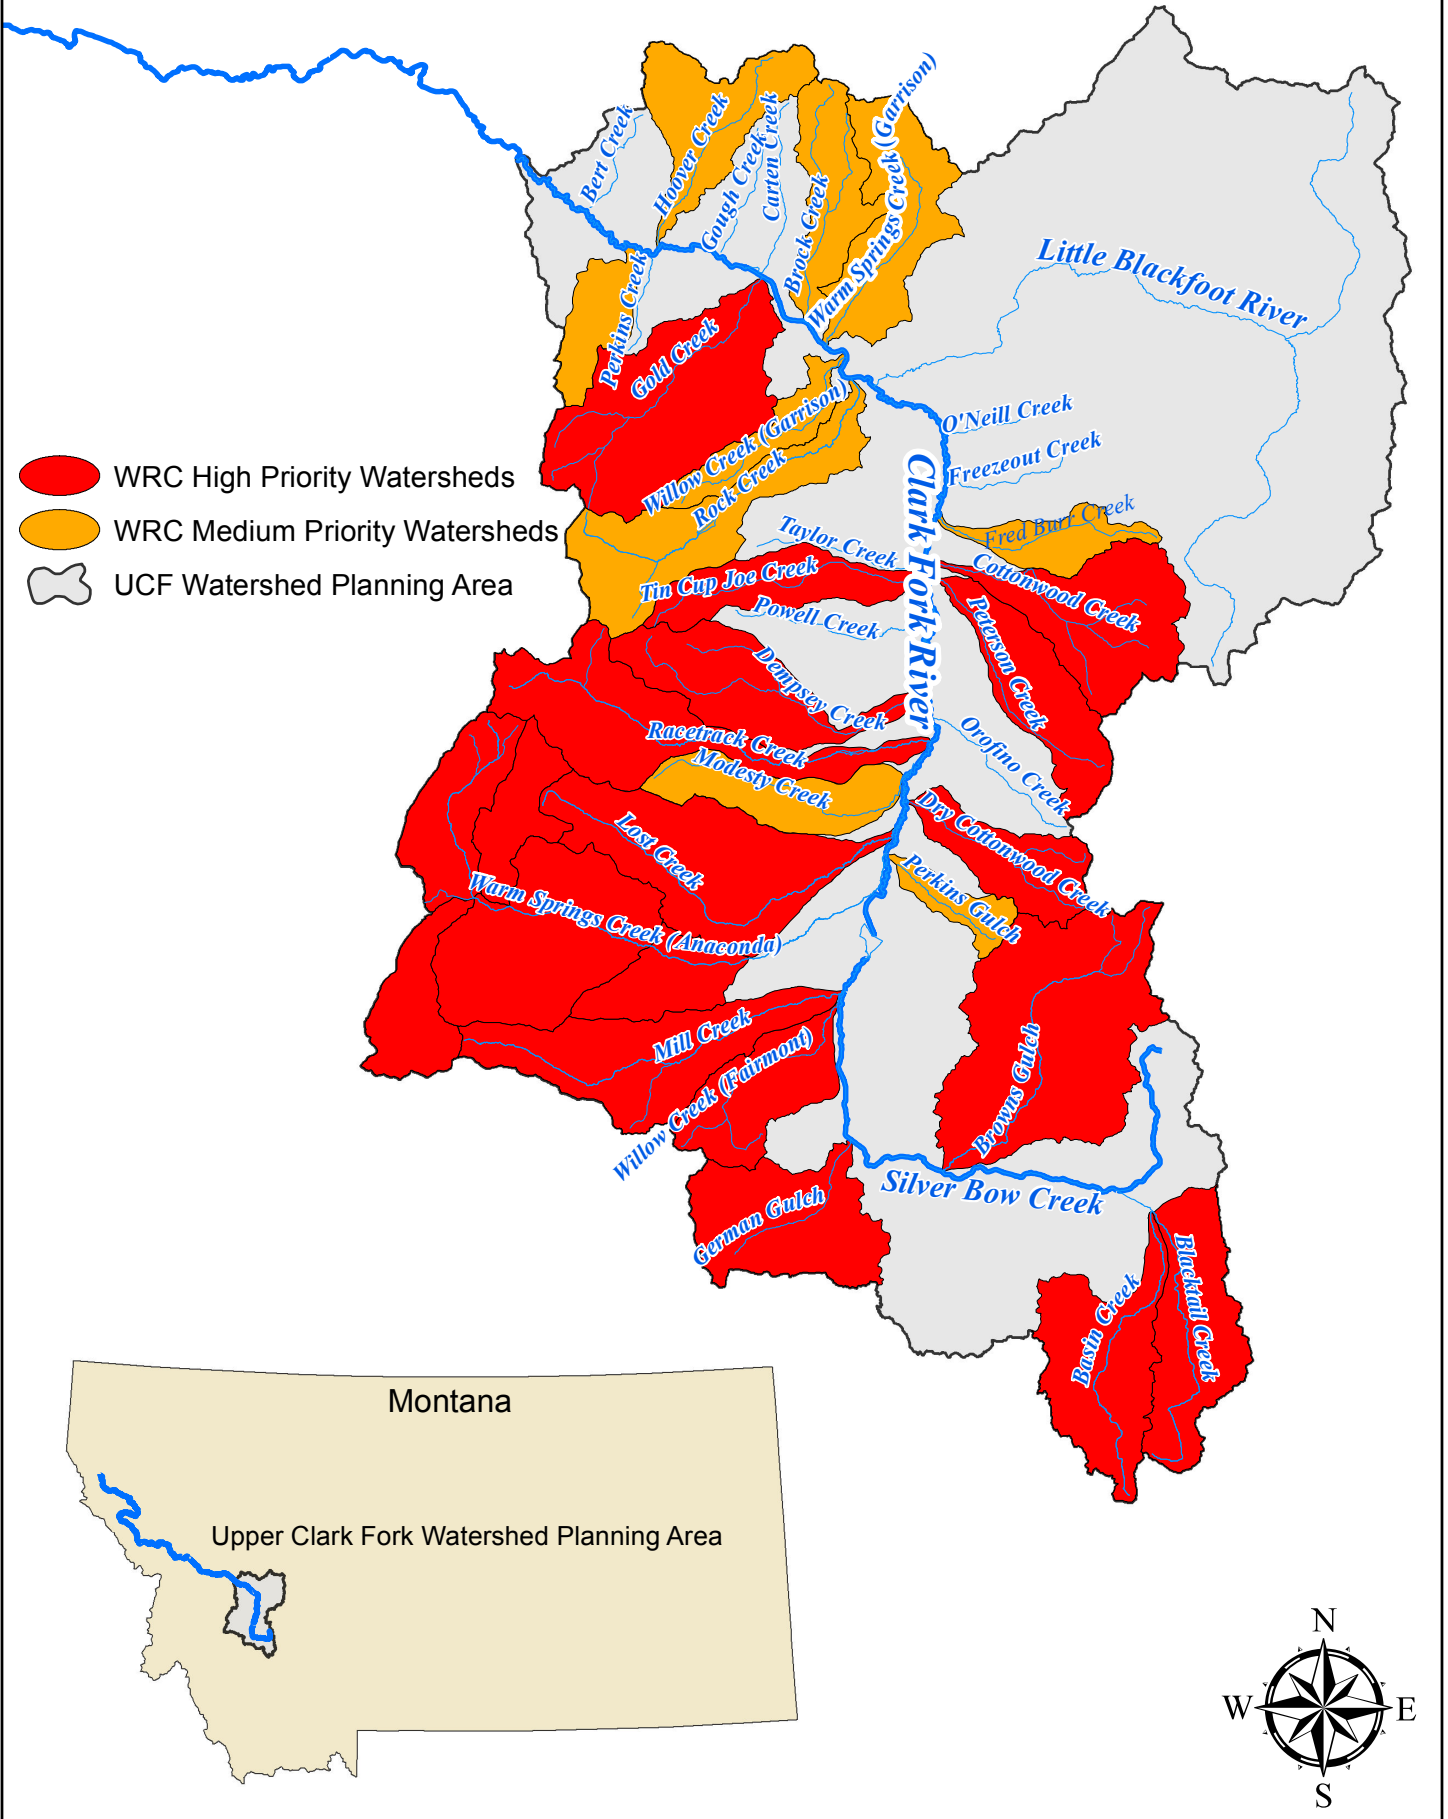 Bert Creek
Hoover Creek
Gough Creek
Carten Creek
Brock Creek
Warm Springs Creek (Garrison)
Little Blackfoot River
Perkins Creek
Gold Creek
Willow Creek (Garrison)
Rock Creek
O'Neill Creek
Freezeout Creek
Clark Fork River
WRC High Priority Watersheds
WRC Medium Priority Watersheds
UCF Watershed Planning Area
Fred Burr Creek
Taylor Creek
Tin Cup Joe Creek
Cottonwood Creek
Powell Creek
Peterson Creek
Dempsey Creek
Racetrack Creek
Orofino Creek
Modesty Creek
Lost Creek
Dry Cottonwood Creek
Perkins Gulch
Warm Springs Creek (Anaconda)
Mill Creek
Willow Creek (Fairmont)
Browns Gulch
Silver Bow Creek
German Gulch
Basin Creek
Blacktail Creek
Montana
Upper Clark Fork Watershed Planning Area
N
W
E
S